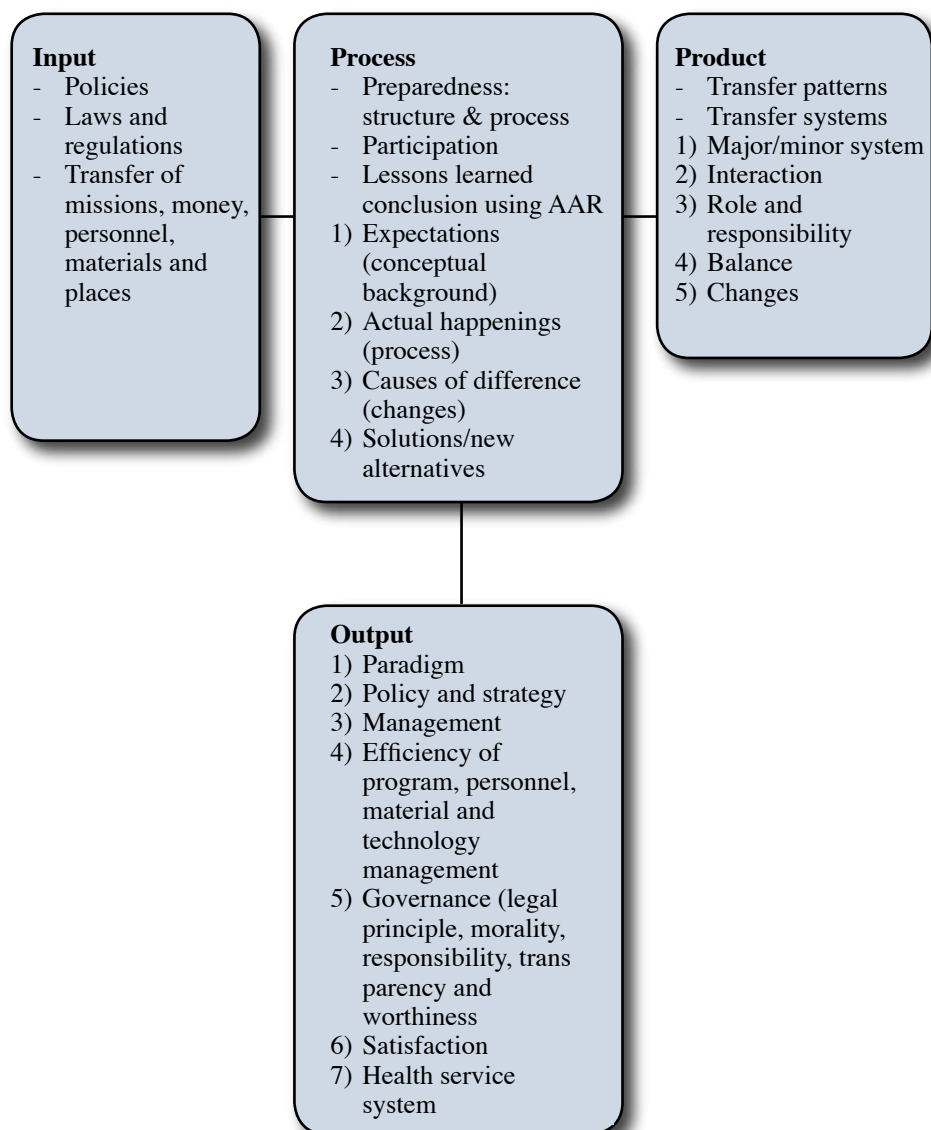 Input
- Policies
- Laws and
regulations
- Transfer of
missions, money,
personnel,
materials and
places
Process
- Preparedness:
structure & process
- Participation
- Lessons learned
conclusion using AAR
1) Expectations
(conceptual
background)
2) Actual happenings
(process)
3) Causes of difference
(changes)
4) Solutions/new
alternatives
Product
- Transfer patterns
- Transfer systems
1) Major/minor system
2) Interaction
3) Role and
responsibility
4) Balance
5) Changes
Output
1) Paradigm
2) Policy and strategy
3) Management
4) Efficiency of
program, personnel,
material and
technology
management
5) Governance (legal
principle, morality,
responsibility, trans
parency and
worthiness
6) Satisfaction
7) Health service
system